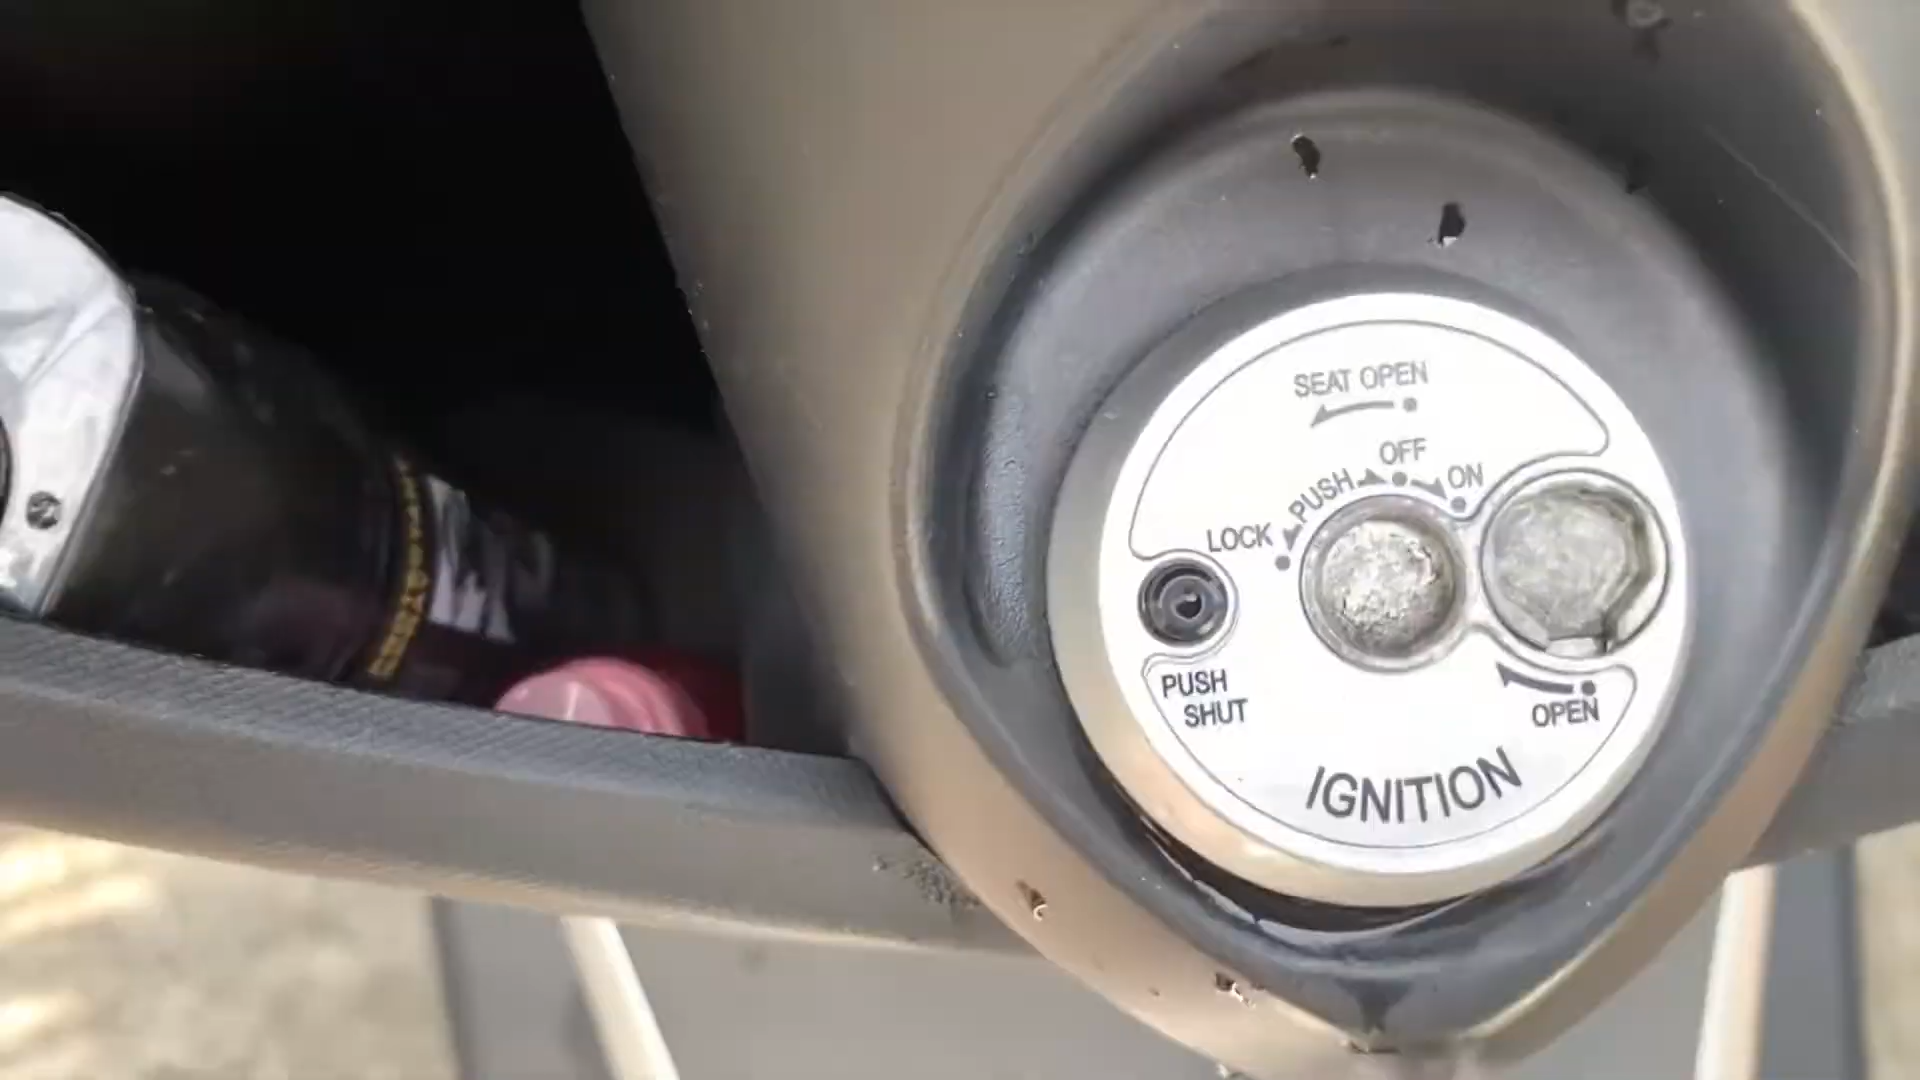 SEAT OPEN
OFF
ON
PUSH
LOCK
PUSH
SHUT
OPEN
IGNITION